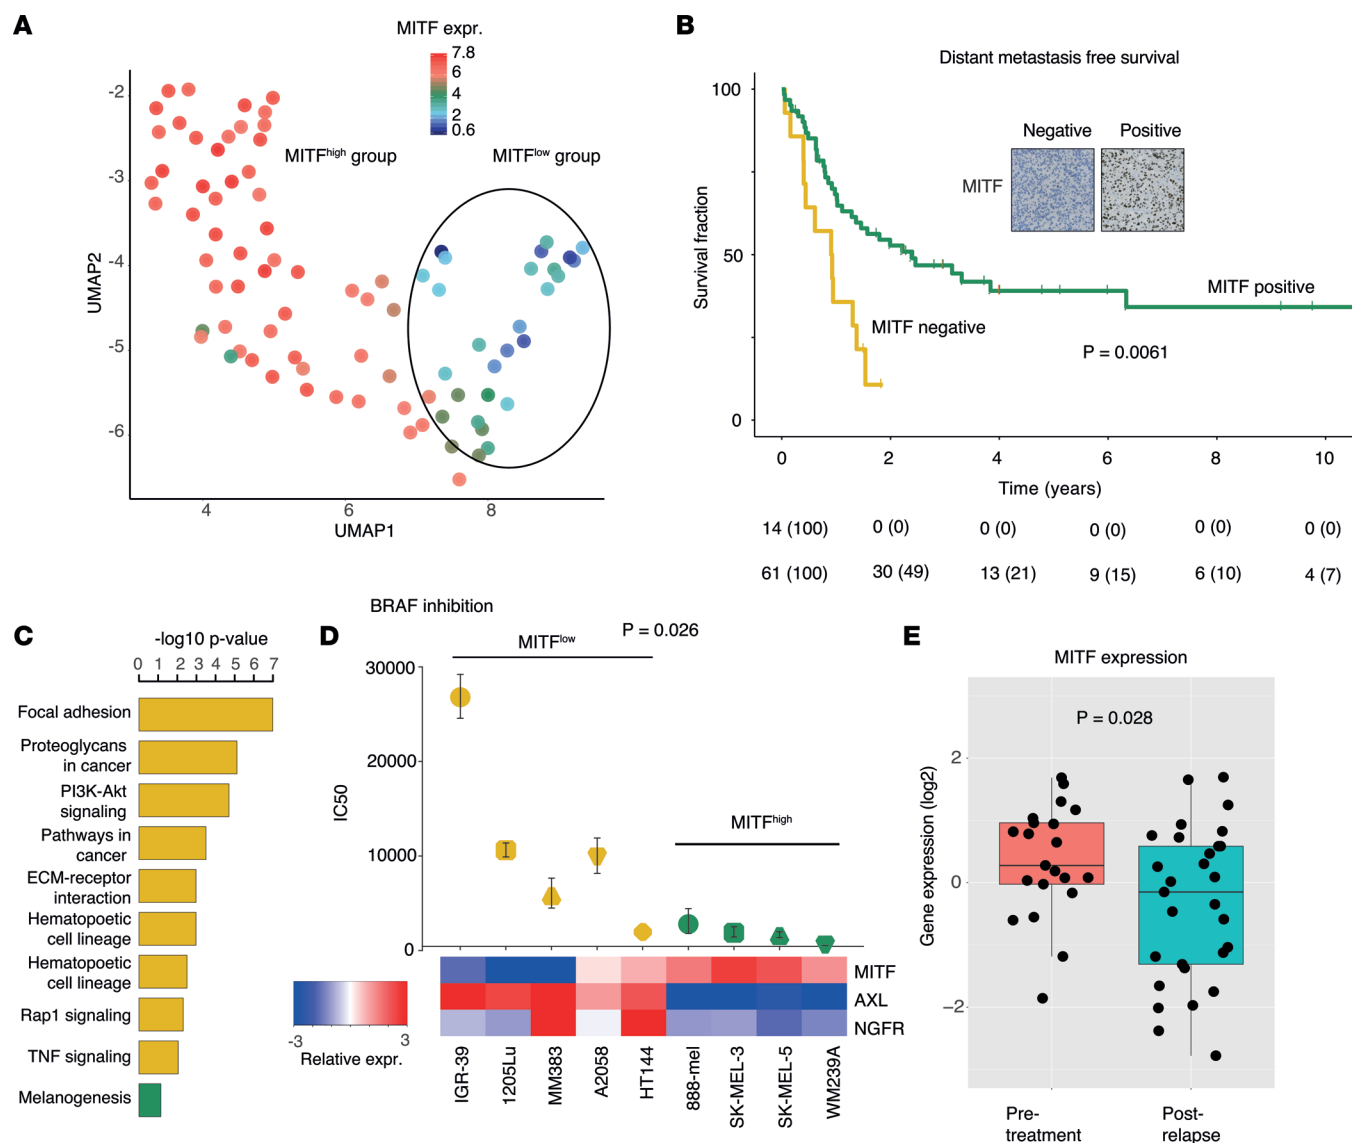 A
MITF expr.
7.8
6
4
2
0.6
-2
-3
-4
-5
-6
UMAP2
MITFhigh group
MITFlow group
4
6
8
UMAP1
B
Distant metastasis free survival
100
50
0
Survival fraction
Negative
Positive
MITF
MITF positive
MITF negative
P = 0.0061
0
2
4
6
8
10
Time (years)
14 (100)
0 (0)
0 (0)
0 (0)
0 (0)
0 (0)
61 (100)
30 (49)
13 (21)
9 (15)
6 (10)
4 (7)
C
-log10 p-value
0 1 2 3 4 5 6 7
Focal adhesion
Proteoglycans
in cancer
PI3K-Akt
signaling
Pathways in
cancer
ECM-receptor
interaction
Hematopoetic
cell lineage
Hematopoetic
cell lineage
Rap1 signaling
TNF signaling
Melanogenesis
BRAF inhibition
D
MITFlow
P = 0.026
30000
20000
10000
0
IC50
MITFhigh
MITF
AXL
NGFR
-3
3
Relative expr.
IGR-39
1205Lu
MM383
A2058
HT144
888-mel
SK-MEL-3
SK-MEL-5
WM239A
E
MITF expression
P = 0.028
2
0
−2
Gene expression (log2)
Pre-
treatment
Post-
relapse